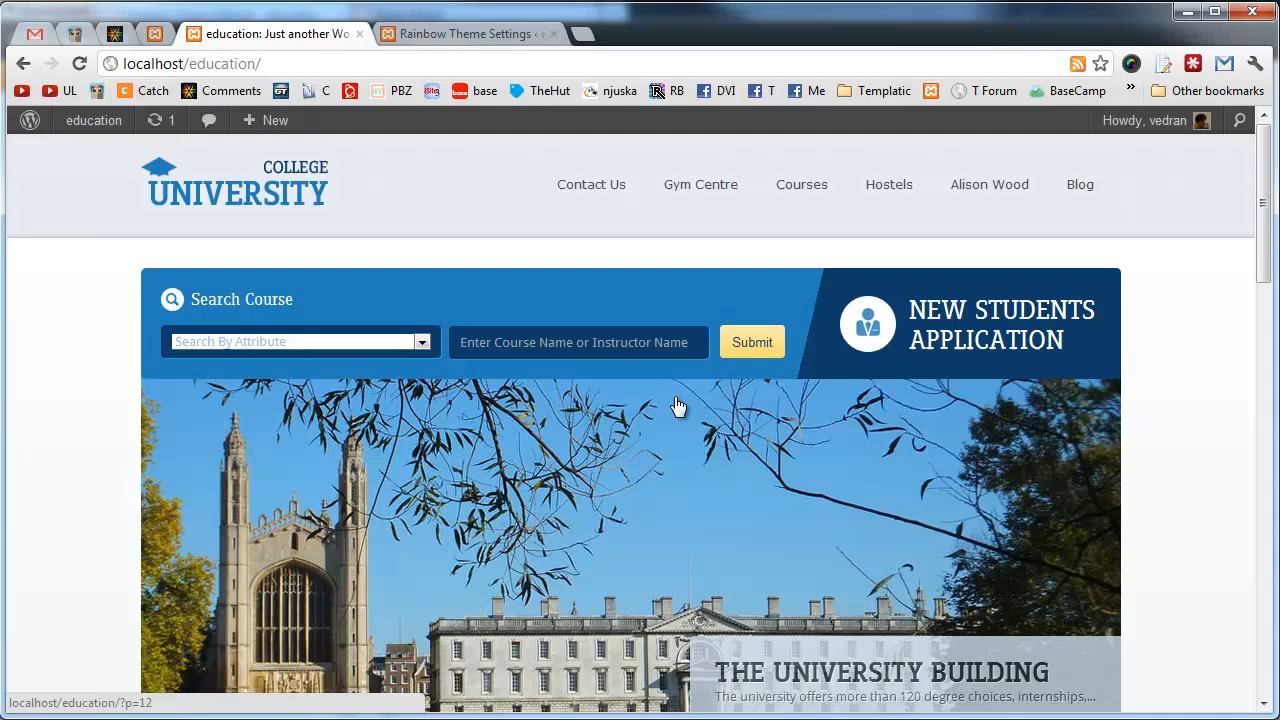 education: Just another Wo
Rainbow Theme Settings ‹
localhost/education/
UL
Catch
Comments
C
PBZ
base
TheHut
njuska
RB
DVI
T
Me
Templatic
T Forum
BaseCamp
»
Other bookmarks
education
1
+ New
Howdy, vedran
COLLEGE
UNIVERSITY
Contact Us
Gym Centre
Courses
Hostels
Alison Wood
Blog
Search Course
Search By Attribute
Enter Course Name or Instructor Name
Submit
NEW STUDENTS
APPLICATION
THE UNIVERSITY BUILDING
The university offers more than 120 degree choices, internships,...
localhost/education/?p=12